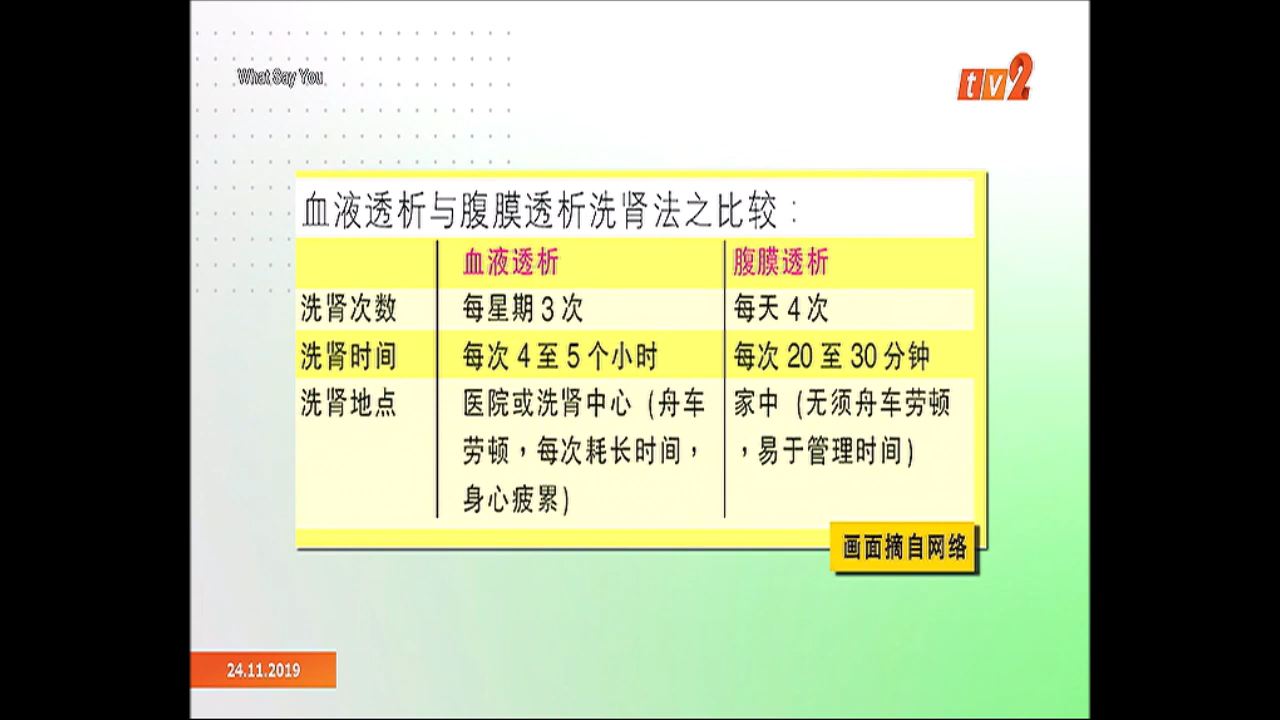 What Say You
tv2
血液透析与腹膜透析洗肾法之比较：
血液透析 腹膜透析
洗肾次数 每星期 3 次 每天 4 次
洗肾时间 每次 4 至 5 个小时 每次 20 至 30 分钟
洗肾地点 医院或洗肾中心（舟车 家中（无须舟车劳顿
劳顿，每次耗长时间， ，易于管理时间）
身心疲累）
画面摘自网络
24.11.2019